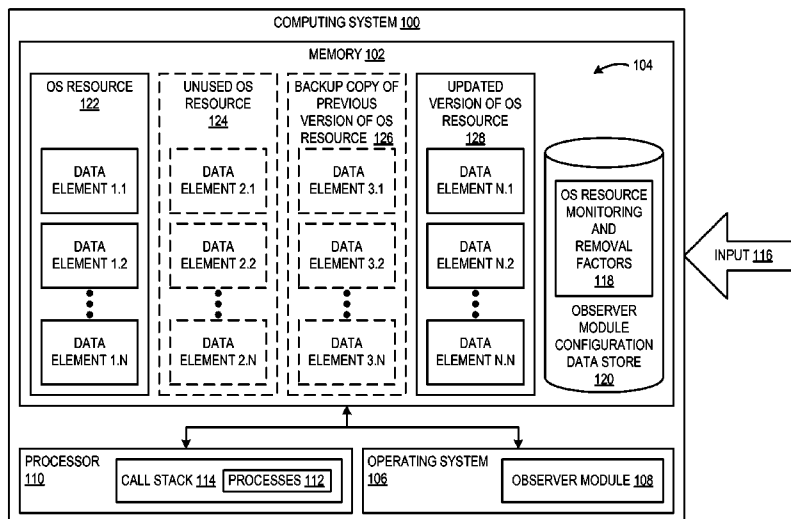 COMPUTING SYSTEM 100
MEMORY 102
104
OS RESOURCE
122
DATA
ELEMENT 1.1
DATA
ELEMENT 1.2
DATA
ELEMENT 1.N
UNUSED OS
RESOURCE
124
DATA
ELEMENT 2.1
DATA
ELEMENT 2.2
DATA
ELEMENT 2.N
BACKUP COPY OF
PREVIOUS
VERSION OF OS
RESOURCE 126
DATA
ELEMENT 3.1
DATA
ELEMENT 3.2
DATA
ELEMENT 3.N
UPDATED
VERSION OF OS
RESOURCE
128
DATA
ELEMENT N.1
DATA
ELEMENT N.2
DATA
ELEMENT N.N
OS RESOURCE
MONITORING
AND
REMOVAL
FACTORS
118
OBSERVER
MODULE
CONFIGURATION
DATA STORE
120
INPUT 116
PROCESSOR
110
CALL STACK 114
PROCESSES 112
OPERATING SYSTEM
106
OBSERVER MODULE 108